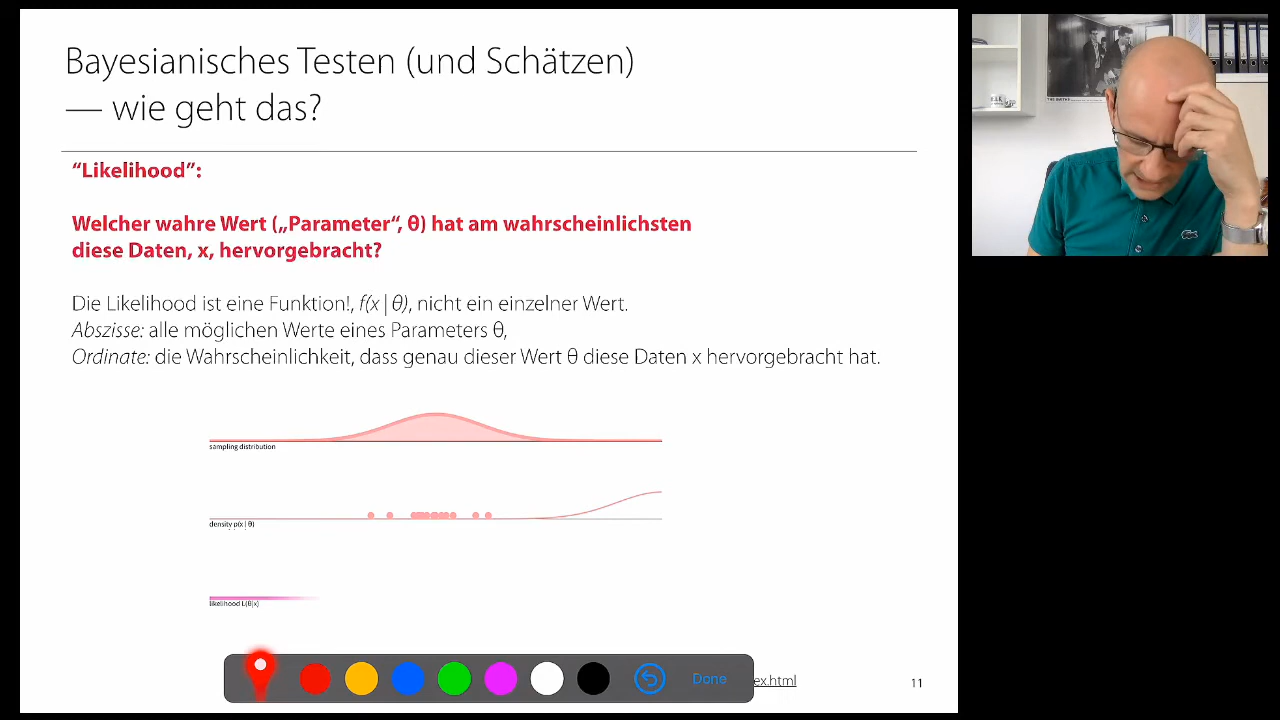 Bayesianisches Testen (und Schätzen)
— wie geht das?
“Likelihood”:
Welcher wahre Wert („Parameter“, θ) hat am wahrscheinlichsten
diese Daten, x, hervorgebracht?
Die Likelihood ist eine Funktion!, f(x | θ), nicht ein einzelner Wert.
Abszisse: alle möglichen Werte eines Parameters θ,
Ordinate: die Wahrscheinlichkeit, dass genau dieser Wert θ diese Daten x hervorgebracht hat.
sampling distribution
density p(x | θ)
likelihood L(θ|x)
Done
ex.html
11
THE SMITHS